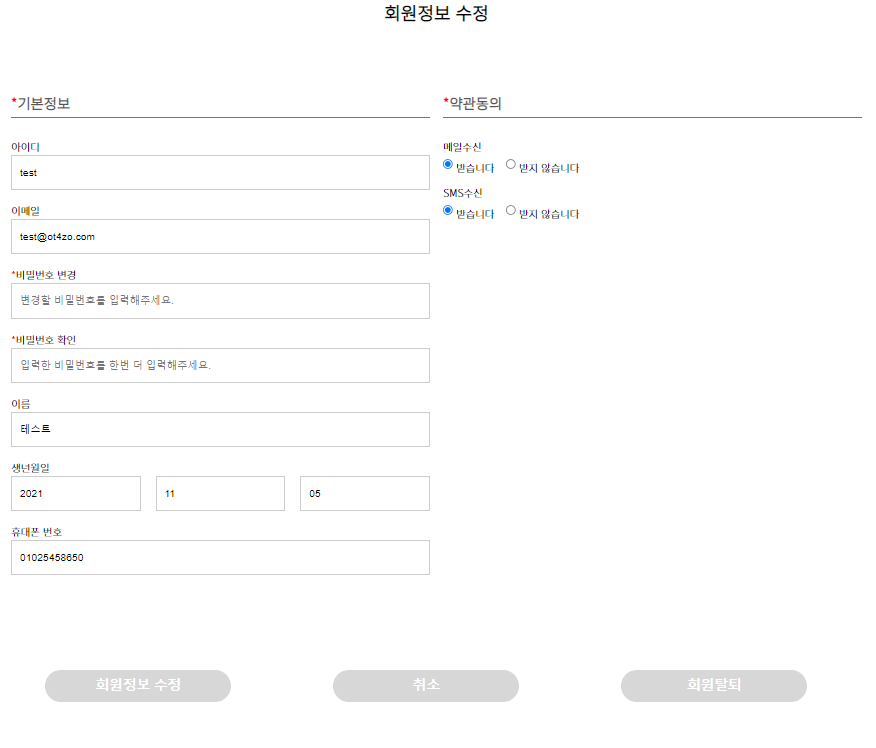 회원정보 수정
*기본정보
아이디
test
이메일
test@ot4zo.com
*비밀번호 변경
변경할 비밀번호를 입력해주세요.
*비밀번호 확인
입력한 비밀번호를 한번 더 입력해주세요.
이름
테스트
생년월일
2021 11 05
휴대폰 번호
01025458650
*약관동의
메일수신
받습니다 받지 않습니다
SMS수신
받습니다 받지 않습니다
회원정보 수정 취소 회원탈퇴